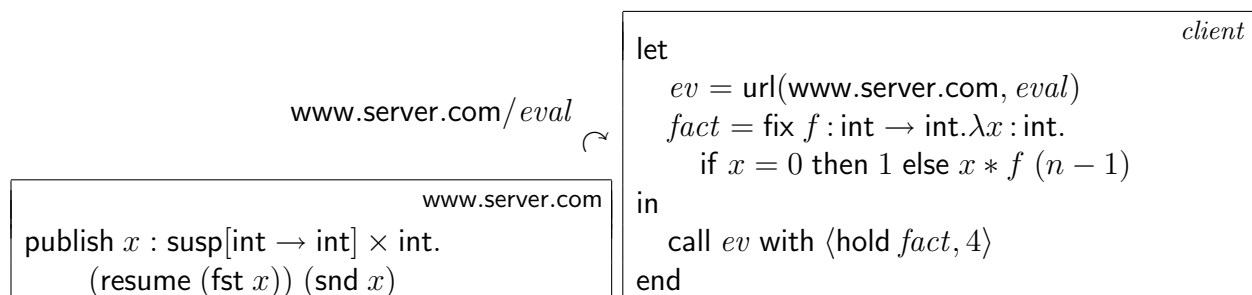 www.server.com/eval
www.server.com
publish x : susp[int → int] × int.
(resume (fst x)) (snd x)
client
let
ev = url(www.server.com, eval)
fact = fix f : int → int.λx : int.
if x = 0 then 1 else x ∗ f (n − 1)
in
call ev with ⟨hold fact, 4⟩
end